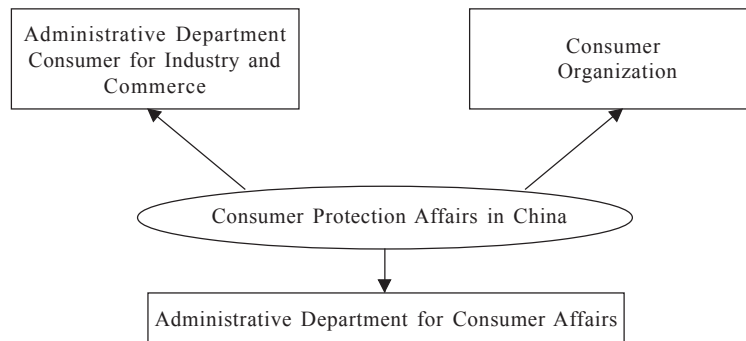 Administrative Department
Consumer for Industry and
Commerce
Consumer
Organization
Consumer Protection Affairs in China
Administrative Department for Consumer Affairs